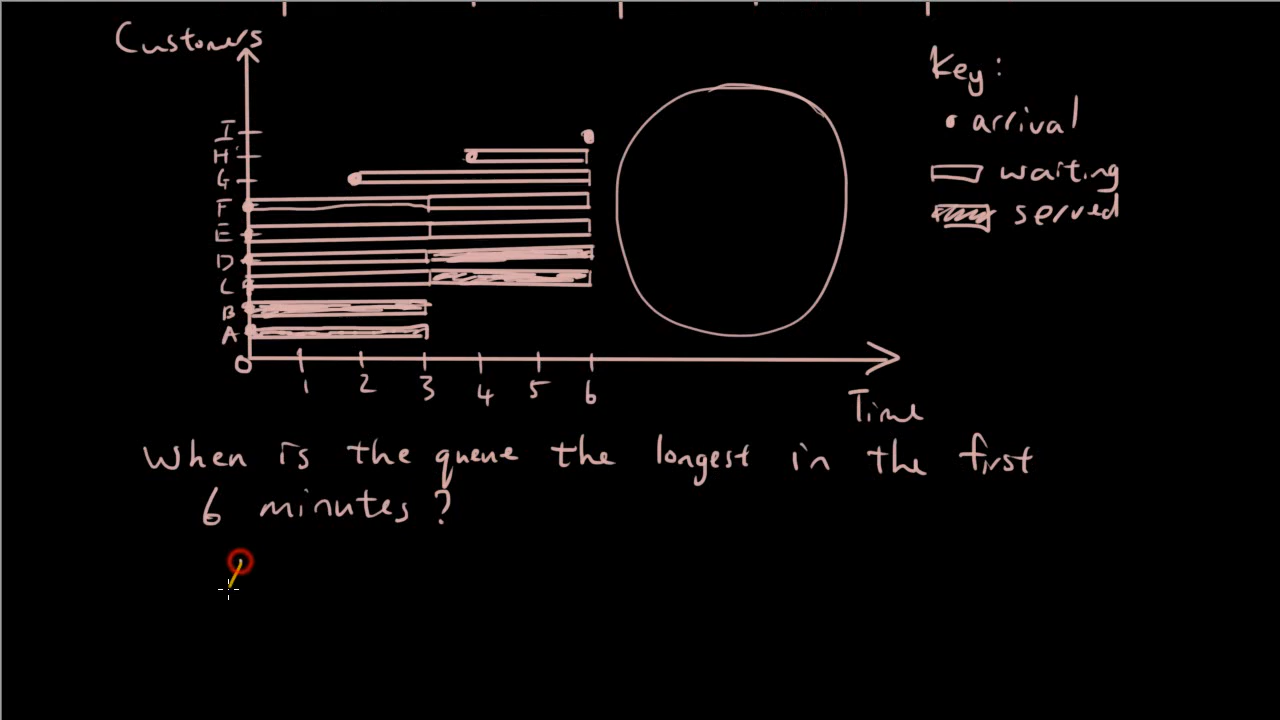 Customers
Key:
arrival
waiting
served
I
H
G
F
E
D
C
B
A
0 1 2 3 4 5 6
Time
When is the queue the longest in the first
6 minutes?